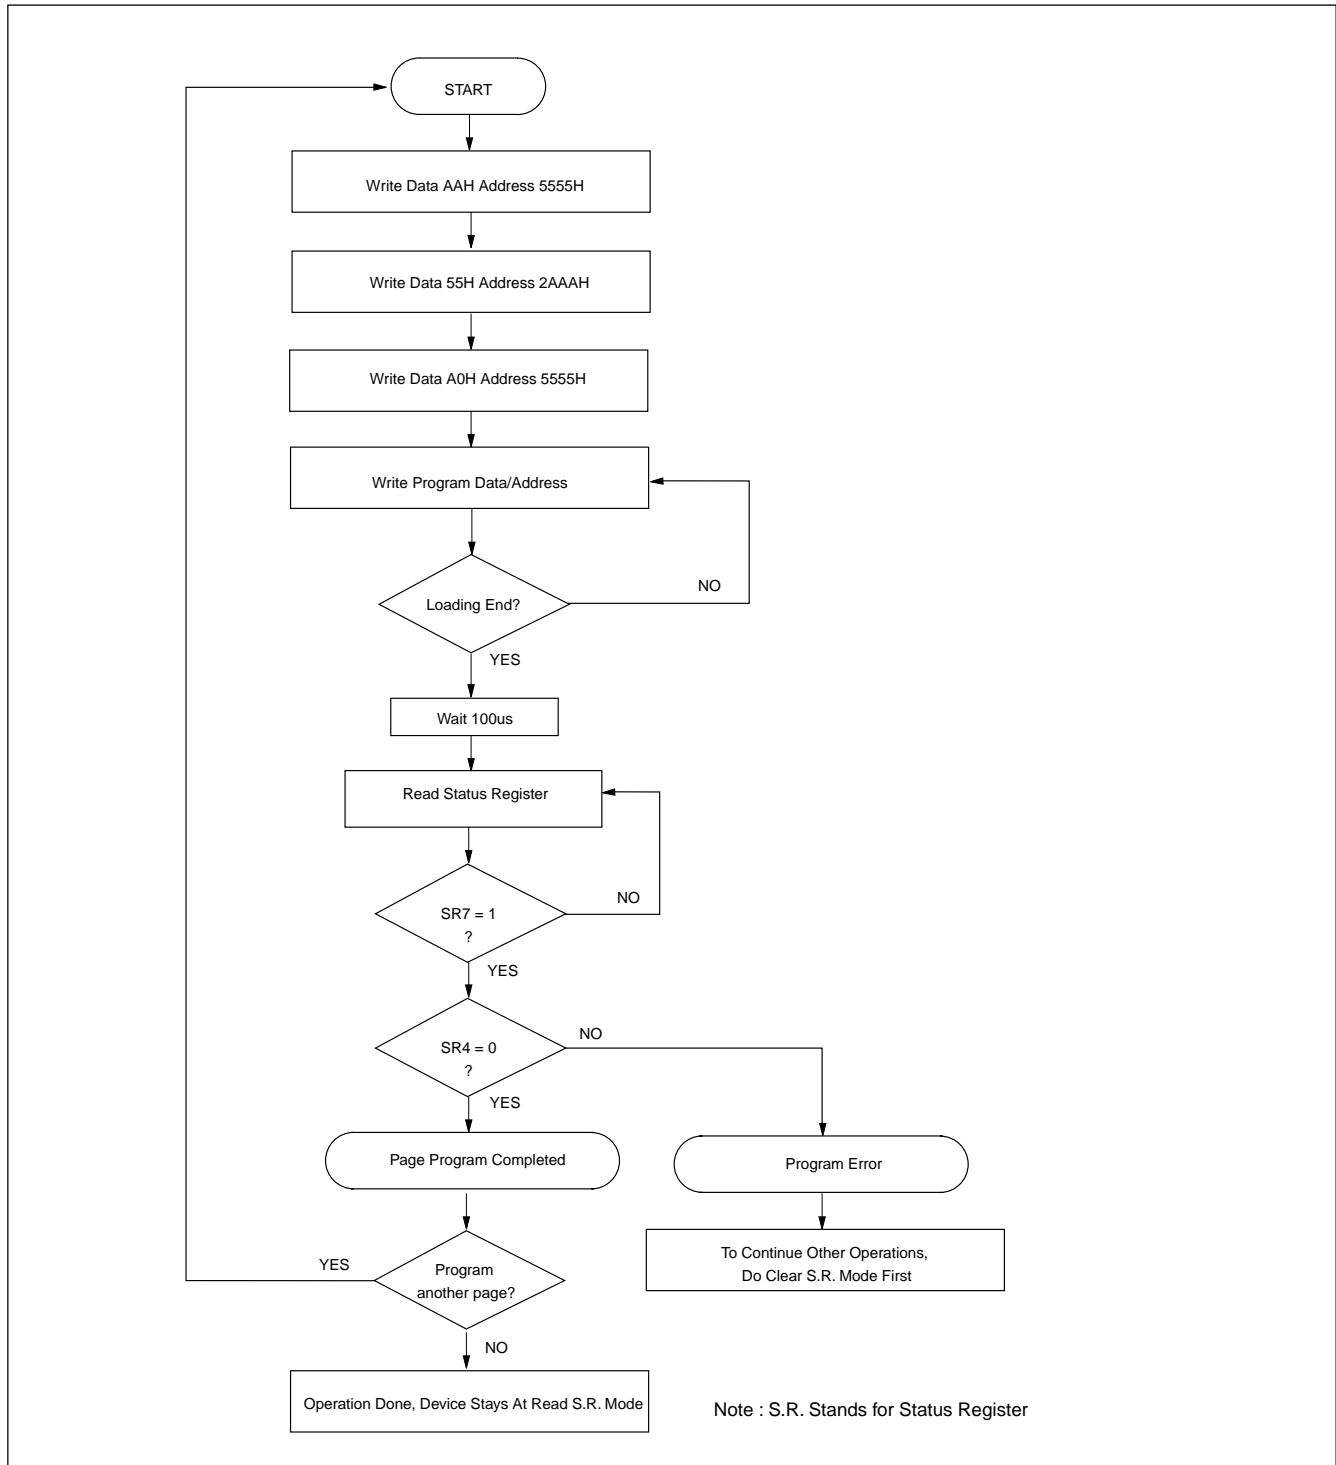 START
Write Data AAH Address 5555H
Write Data 55H Address 2AAAH
Write Data A0H Address 5555H
Write Program Data/Address
NO
Loading End?
YES
Wait 100us
Read Status Register
NO
SR7 = 1
?
YES
NO
SR4 = 0
?
YES
Page Program Completed
Program Error
To Continue Other Operations,
Do Clear S.R. Mode First
YES
Program
another page?
NO
Operation Done, Device Stays At Read S.R. Mode
Note : S.R. Stands for Status Register